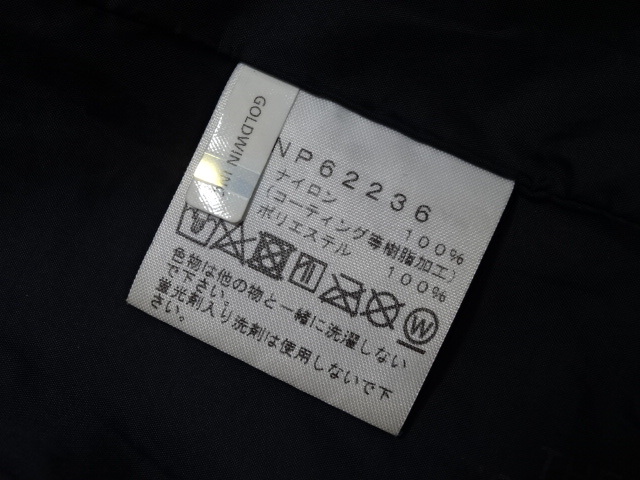 GOLDWIN INC
NP62236
ナイロン 100%
(コーティング等樹脂加工)
ポリエステル 100%
W
色物は他の物と一緒に洗濯しない
で下さい。
蛍光剤入り洗剤は使用しないで下
さい。